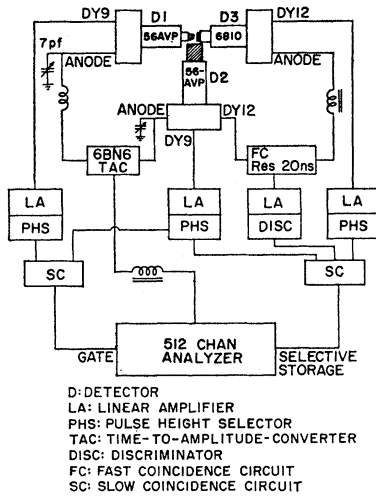 DY9 D1 D3 DY12
56AVP 6810
7pf
ANODE ANODE
56-
AVP
D2
ANODE DY12
DY9
6BN6
TAC
FC
Res 20ns
LA LA LA LA
PHS PHS DISC PHS
SC SC
512 CHAN
ANALYZER
GATE SELECTIVE
STORAGE
D: DETECTOR
LA: LINEAR AMPLIFIER
PHS: PULSE HEIGHT SELECTOR
TAC: TIME-TO-AMPLITUDE-CONVERTER
DISC: DISCRIMINATOR
FC: FAST COINCIDENCE CIRCUIT
SC: SLOW COINCIDENCE CIRCUIT